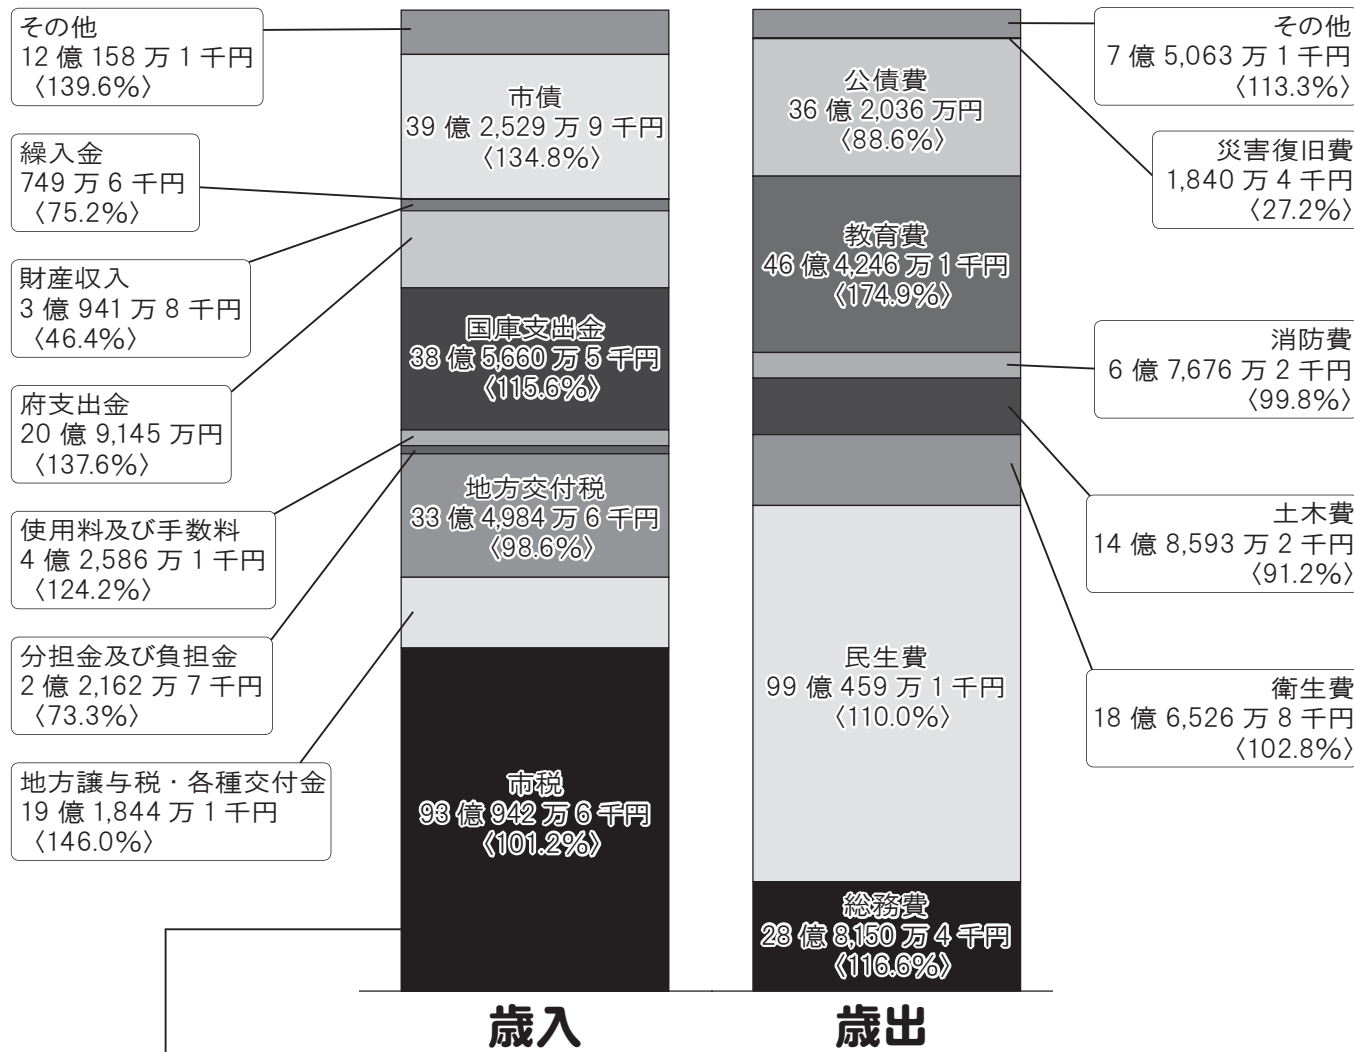 その他
12 億 158 万 1 千円
〈139.6%〉
繰入金
749 万 6 千円
〈75.2%〉
財産収入
3 億 941 万 8 千円
〈46.4%〉
府支出金
20 億 9,145 万円
〈137.6%〉
使用料及び手数料
4 億 2,586 万 1 千円
〈124.2%〉
分担金及び負担金
2 億 2,162 万 7 千円
〈73.3%〉
地方譲与税・各種交付金
19 億 1,844 万 1 千円
〈146.0%〉
市債
39 億 2,529 万 9 千円
〈134.8%〉
国庫支出金
38 億 5,660 万 5 千円
〈115.6%〉
地方交付税
33 億 4,984 万 6 千円
〈98.6%〉
市税
93 億 942 万 6 千円
〈101.2%〉
歳入
公債費
36 億 2,036 万円
〈88.6%〉
教育費
46 億 4,246 万 1 千円
〈174.9%〉
民生費
99 億 459 万 1 千円
〈110.0%〉
総務費
28 億 8,150 万 4 千円
〈116.6%〉
歳出
その他
7 億 5,063 万 1 千円
〈113.3%〉
災害復旧費
1,840 万 4 千円
〈27.2%〉
消防費
6 億 7,676 万 2 千円
〈99.8%〉
土木費
14 億 8,593 万 2 千円
〈91.2%〉
衛生費
18 億 6,526 万 8 千円
〈102.8%〉